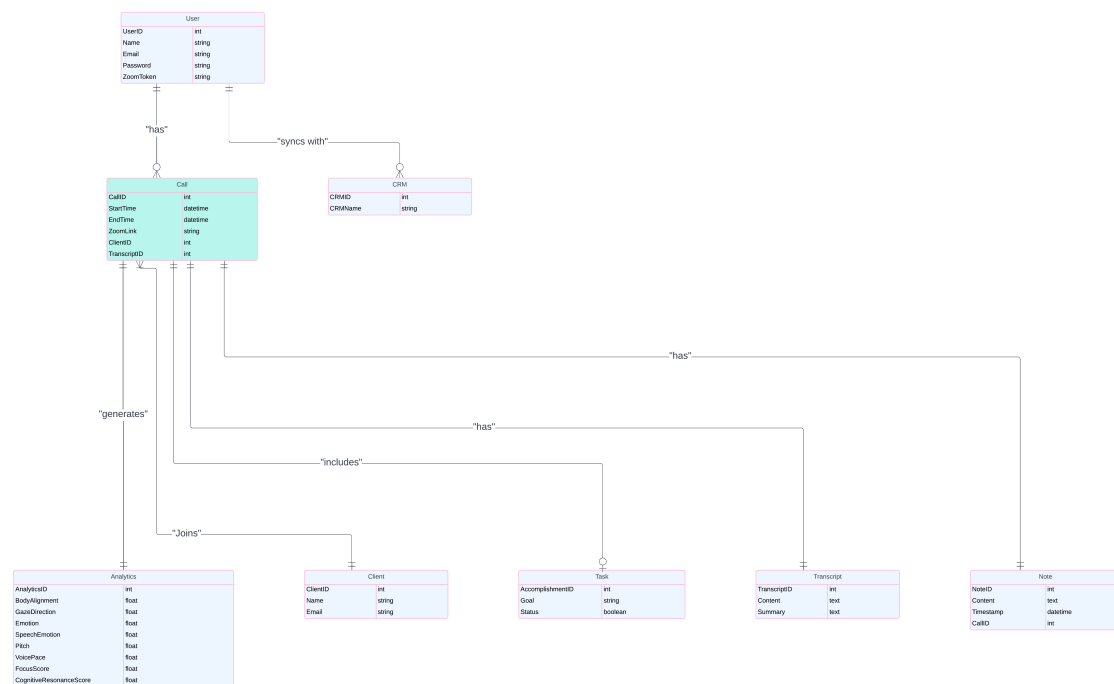 User
UserID int
Name string
Email string
Password string
ZoomToken string
"has"
"syncs with"
Call
CallID int
StartTime datetime
EndTime datetime
ZoomLink string
ClientID int
TranscriptID int
CRM
CRMID int
CRMName string
"has"
"generates"
"has"
"includes"
"Joins"
Analytics
AnalyticsID int
BodyAlignment float
GazeDirection float
Emotion float
SpeechEmotion float
Pitch float
VoicePace float
FocusScore float
CognitiveResonanceScore float
Client
ClientID int
Name string
Email string
Task
AccomplishmentID int
Goal string
Status boolean
Transcript
TranscriptID int
Content text
Summary text
Note
NoteID int
Content text
Timestamp datetime
CallID int